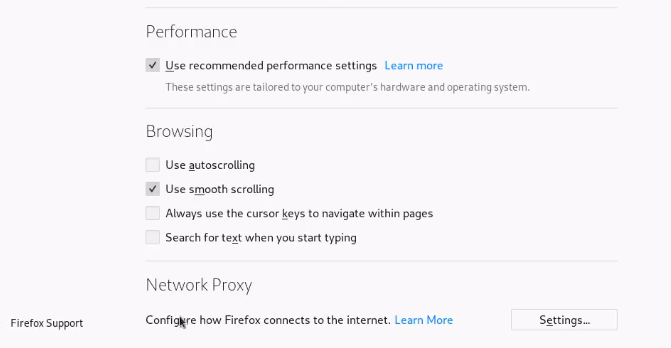 Performance
Use recommended performance settings Learn more
These settings are tailored to your computer's hardware and operating system.
Browsing
Use autoscrolling
Use smooth scrolling
Always use the cursor keys to navigate within pages
Search for text when you start typing
Network Proxy
Configure how Firefox connects to the internet. Learn More Settings...
Firefox Support